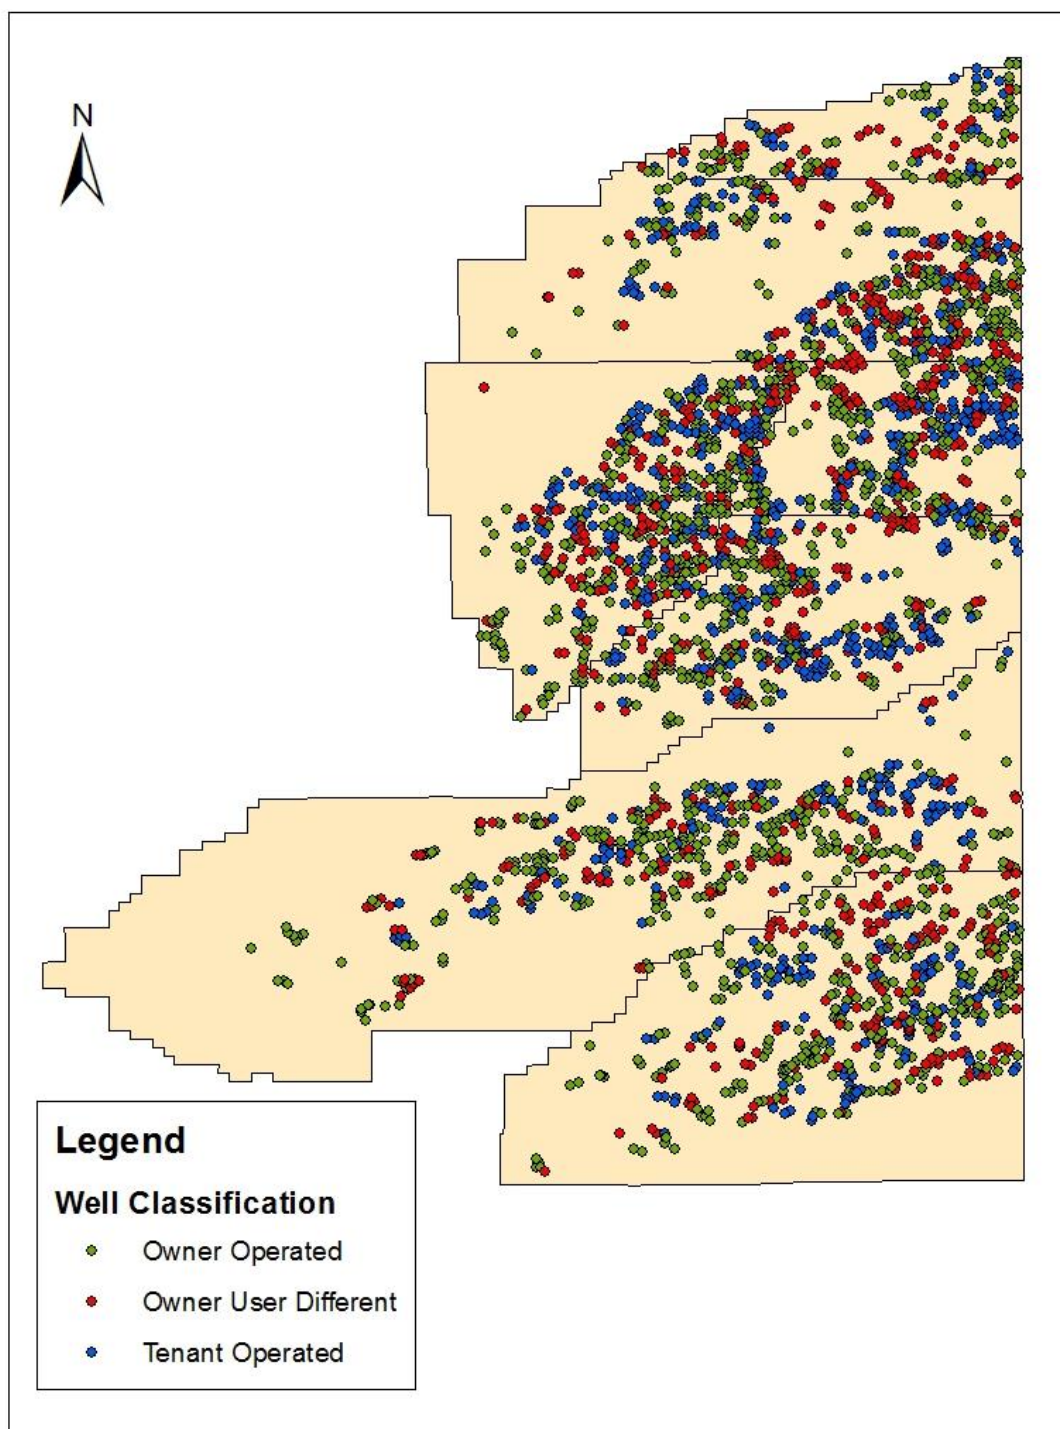 N
Legend
Well Classification
Owner Operated
Owner User Different
Tenant Operated